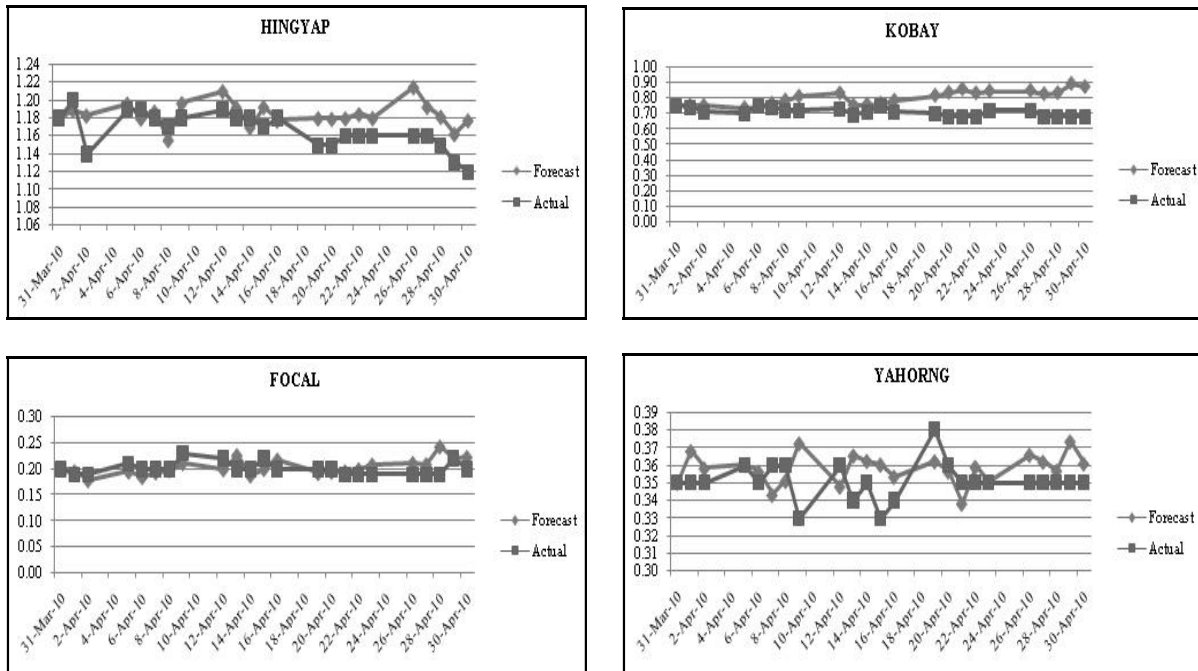 HINGYAP
1.24
1.22
1.20
1.18
1.16
1.14
1.12
1.10
1.08
1.06
31-Mar-10
2-Apr-10
4-Apr-10
6-Apr-10
8-Apr-10
10-Apr-10
12-Apr-10
14-Apr-10
16-Apr-10
18-Apr-10
20-Apr-10
22-Apr-10
24-Apr-10
26-Apr-10
28-Apr-10
30-Apr-10
Forecast
Actual
KOBAY
1.00
0.90
0.80
0.70
0.60
0.50
0.40
0.30
0.20
0.10
0.00
31-Mar-10
2-Apr-10
4-Apr-10
6-Apr-10
8-Apr-10
10-Apr-10
12-Apr-10
14-Apr-10
16-Apr-10
18-Apr-10
20-Apr-10
22-Apr-10
24-Apr-10
26-Apr-10
28-Apr-10
30-Apr-10
Forecast
Actual
FOCAL
0.30
0.25
0.20
0.15
0.10
0.05
0.00
31-Mar-10
2-Apr-10
4-Apr-10
6-Apr-10
8-Apr-10
10-Apr-10
12-Apr-10
14-Apr-10
16-Apr-10
18-Apr-10
20-Apr-10
22-Apr-10
24-Apr-10
26-Apr-10
28-Apr-10
30-Apr-10
Forecast
Actual
YAHORNG
0.39
0.38
0.37
0.36
0.35
0.34
0.33
0.32
0.31
0.30
31-Mar-10
2-Apr-10
4-Apr-10
6-Apr-10
8-Apr-10
10-Apr-10
12-Apr-10
14-Apr-10
16-Apr-10
18-Apr-10
20-Apr-10
22-Apr-10
24-Apr-10
26-Apr-10
28-Apr-10
30-Apr-10
Forecast
Actual